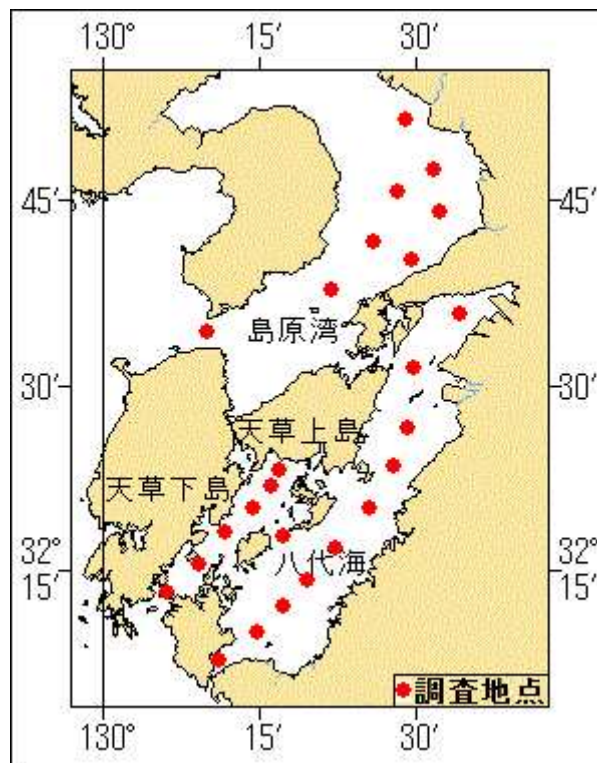 130° 15′ 30′
45′ 45′
島原湾
30′ 30′
天草上島
天草下島
八代海
32° 15′ 32° 15′
調査地点
130° 15′ 30′